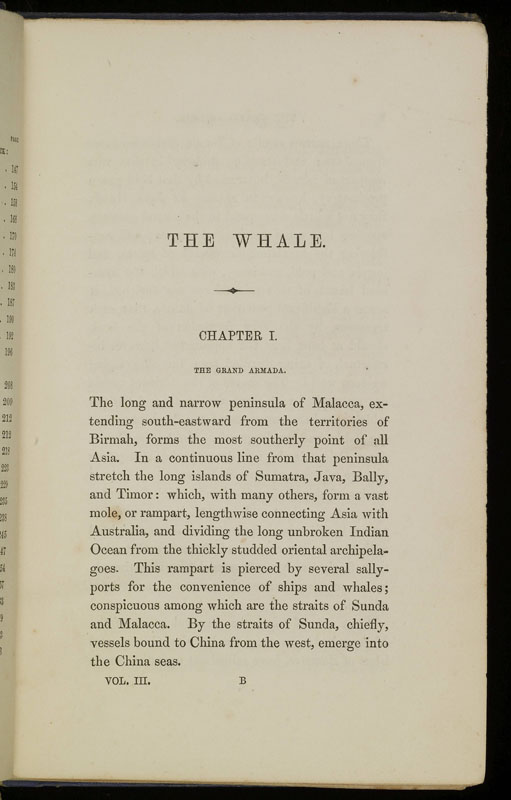 THE WHALE.
CHAPTER I.
THE GRAND ARMADA.
The long and narrow peninsula of Malacca, ex-
tending south-eastward from the territories of
Birmah, forms the most southerly point of all
Asia. In a continuous line from that peninsula
stretch the long islands of Sumatra, Java, Bally,
and Timor: which, with many others, form a vast
mole, or rampart, lengthwise connecting Asia with
Australia, and dividing the long unbroken Indian
Ocean from the thickly studded oriental archipela-
goes. This rampart is pierced by several sally-
ports for the convenience of ships and whales;
conspicuous among which are the straits of Sunda
and Malacca. By the straits of Sunda, chiefly,
vessels bound to China from the west, emerge into
the China seas.
VOL. III. B